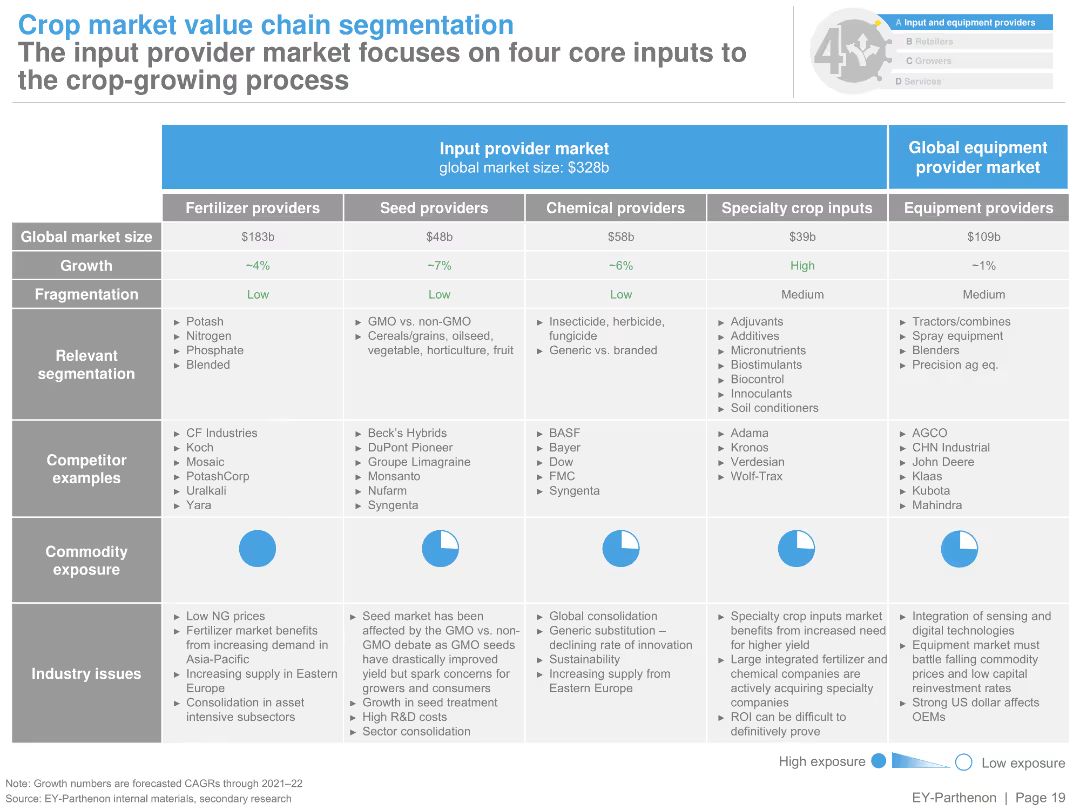 Crop market value chain segmentation
The input provider market focuses on four core inputs to
the crop-growing process
4
A Input and equipment providers
B Retailers
C Growers
D Services
Input provider market
global market size: $328b
Global equipment
provider market
Fertilizer providers
Seed providers
Chemical providers
Specialty crop inputs
Equipment providers
Global market size
$183b
$48b
$58b
$39b
$109b
Growth
~4%
~7%
~6%
High
~1%
Fragmentation
Low
Low
Low
Medium
Medium
Relevant
segmentation
► Potash
► Nitrogen
► Phosphate
► Blended
► GMO vs. non-GMO
► Cereals/grains, oilseed,
vegetable, horticulture, fruit
► Insecticide, herbicide,
fungicide
► Generic vs. branded
► Adjuvants
► Additives
► Micronutrients
► Biostimulants
► Biocontrol
► Innoculants
► Soil conditioners
► Tractors/combines
► Spray equipment
► Blenders
► Precision ag eq.
Competitor
examples
► CF Industries
► Koch
► Mosaic
► PotashCorp
► Uralkali
► Yara
► Beck's Hybrids
► DuPont Pioneer
► Groupe Limagraine
► Monsanto
► Nufarm
► Syngenta
► BASF
► Bayer
► Dow
► FMC
► Syngenta
► Adama
► Kronos
► Verdesian
► Wolf-Trax
► AGCO
► CHN Industrial
► John Deere
► Klaas
► Kubota
► Mahindra
Commodity
exposure
Industry issues
► Low NG prices
► Fertilizer market benefits
from increasing demand in
Asia-Pacific
► Increasing supply in Eastern
Europe
► Consolidation in asset
intensive subsectors
► Seed market has been
affected by the GMO vs. non-
GMO debate as GMO seeds
have drastically improved
yield but spark concerns for
growers and consumers
► Growth in seed treatment
► High R&D costs
► Sector consolidation
► Global consolidation
► Generic substitution –
declining rate of innovation
► Sustainability
► Increasing supply from
Eastern Europe
► Specialty crop inputs market
benefits from increased need
for higher yield
► Large integrated fertilizer and
chemical companies are
actively acquiring specialty
companies
► ROI can be difficult to
definitively prove
► Integration of sensing and
digital technologies
► Equipment market must
battle falling commodity
prices and low capital
reinvestment rates
► Strong US dollar affects
OEMs
High exposure
Low exposure
Note: Growth numbers are forecasted CAGRs through 2021–22
Source: EY-Parthenon internal materials, secondary research
EY-Parthenon | Page 19